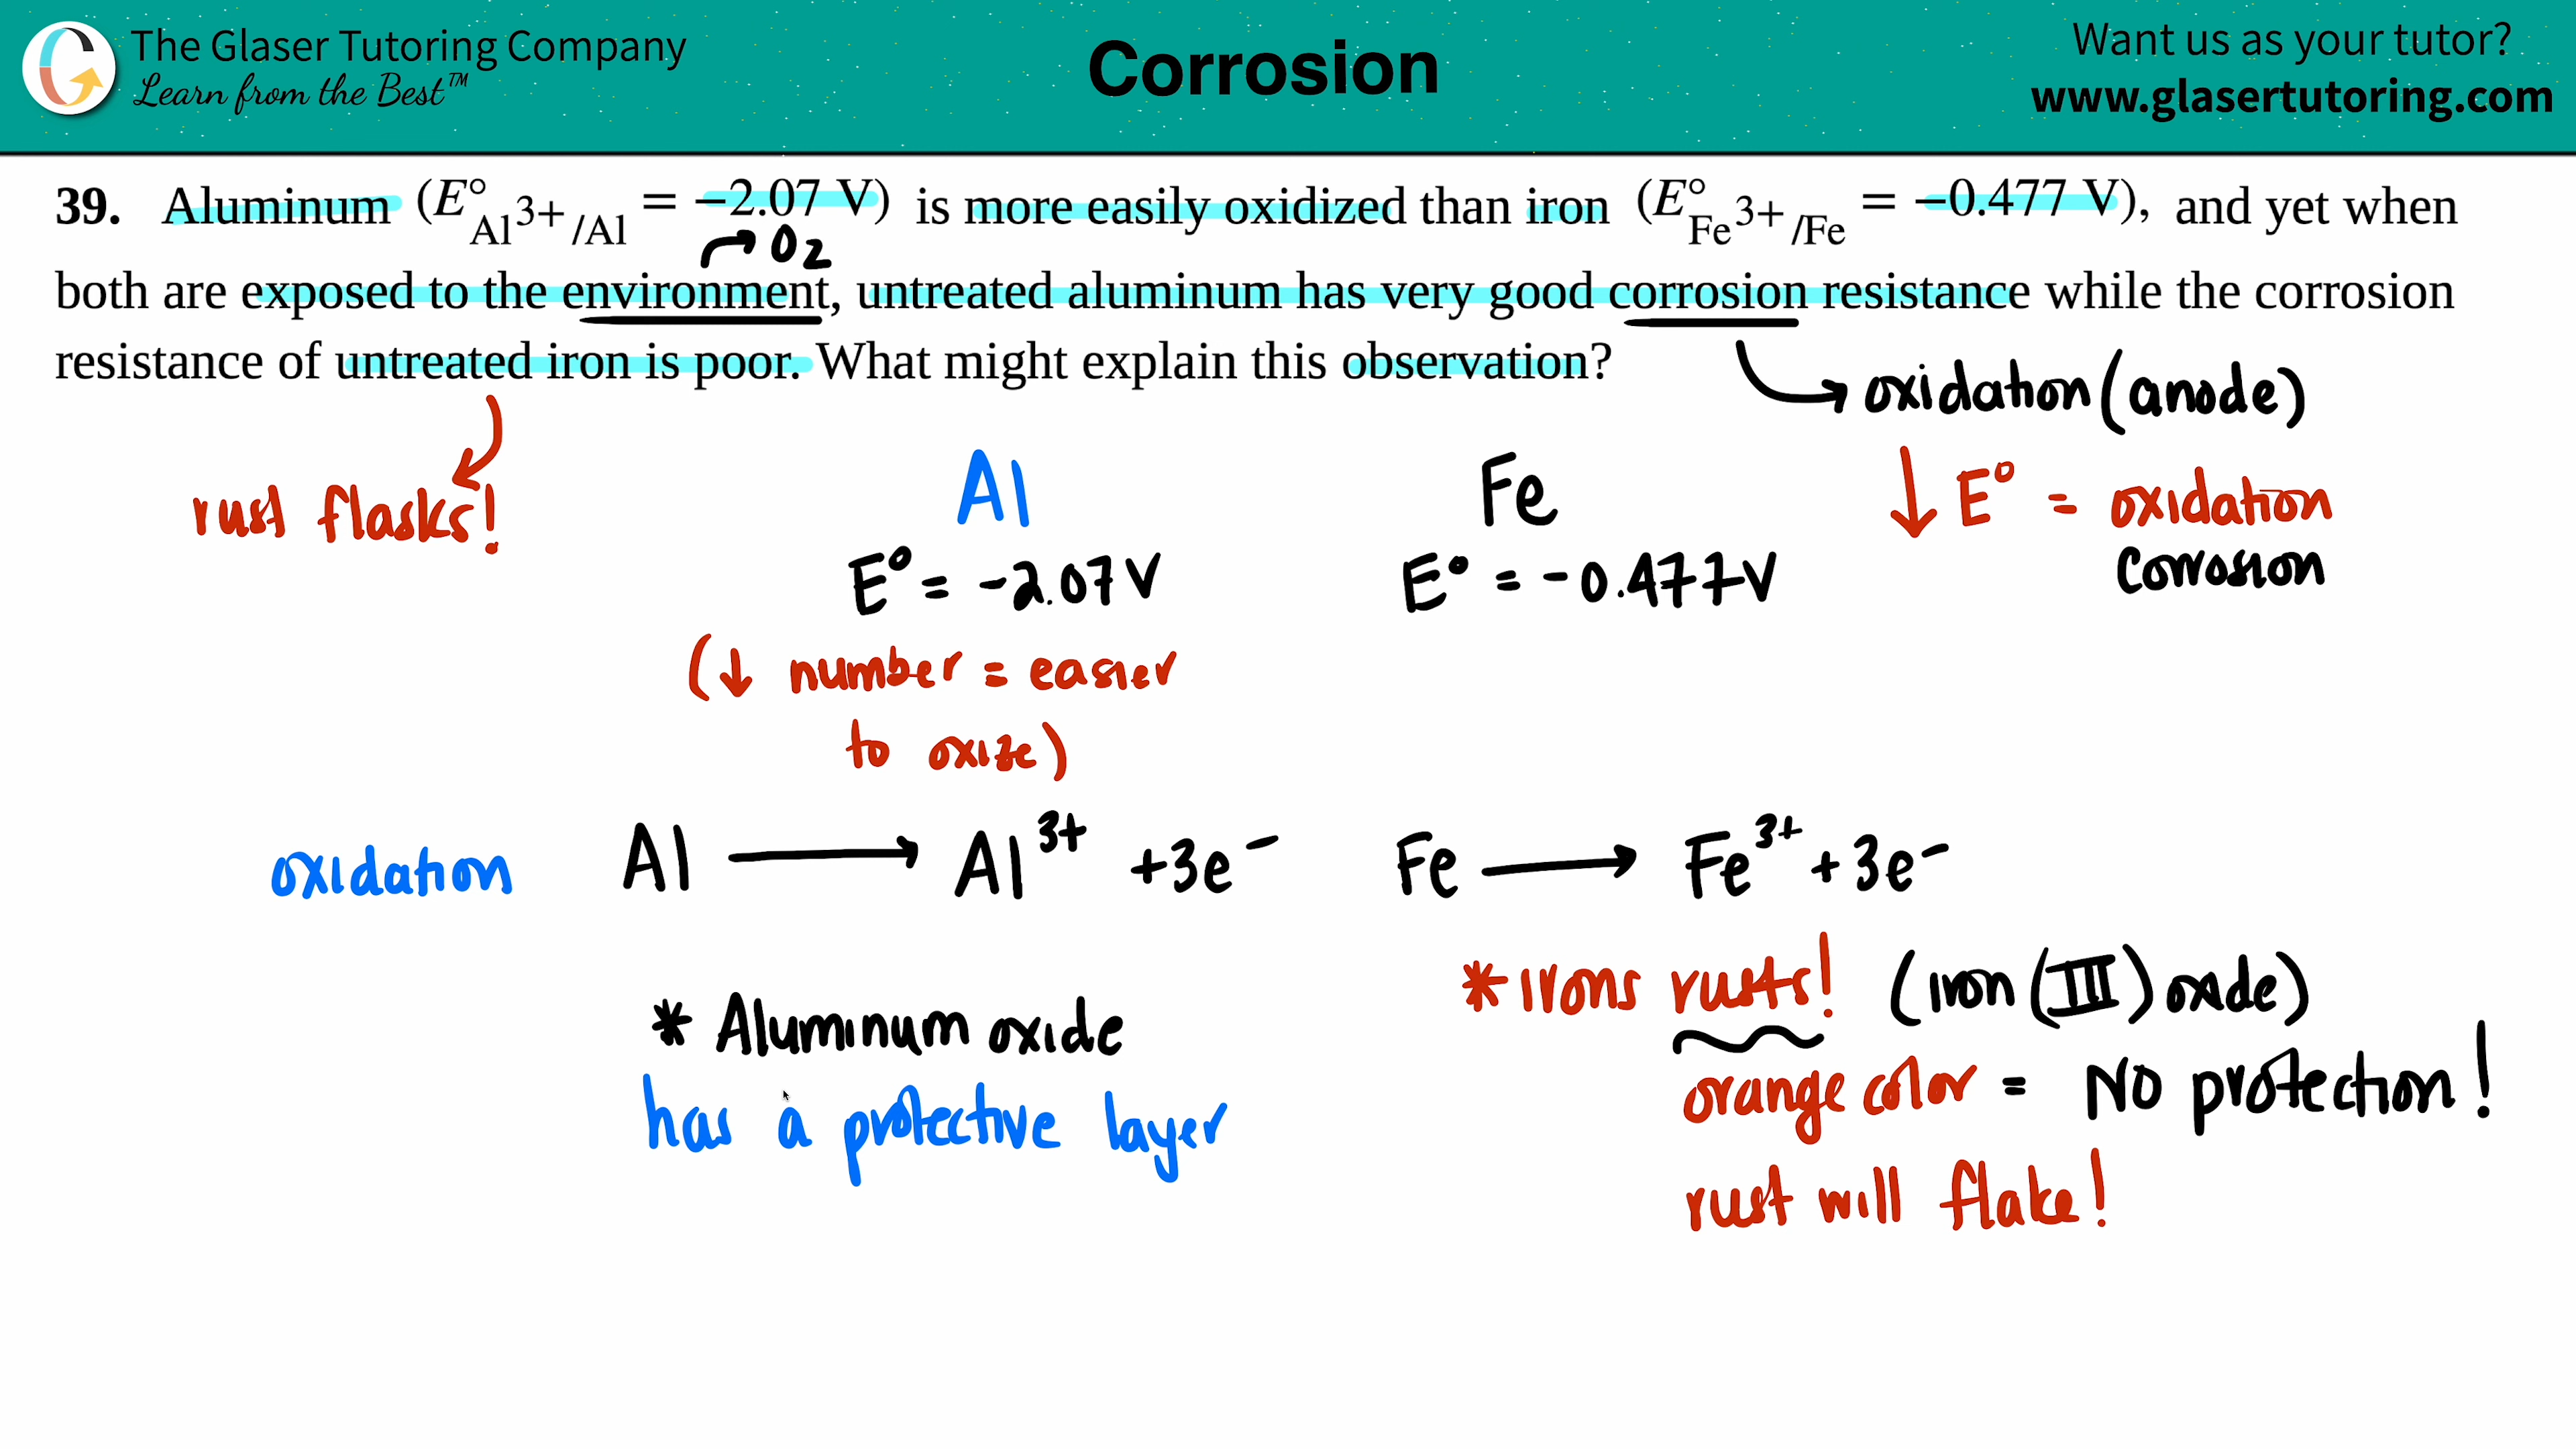 The Glaser Tutoring Company
Learn from the Best™
Corrosion
Want us as your tutor?
www.glasertutoring.com
39. Aluminum (E°Al3+/Al = −2.07 V) is more easily oxidized than iron (E°Fe3+/Fe = −0.477 V), and yet when
O2
both are exposed to the environment, untreated aluminum has very good corrosion resistance while the corrosion
resistance of untreated iron is poor. What might explain this observation?
oxidation (anode)
rust flasks!
Al
Fe
↓ E° = oxidation
corrosion
E° = -2.07 V
E° = -0.477V
(↓ number = easier
to oxize)
oxidation
Al → Al3+ +3e-
Fe → Fe3+ +3e-
* Irons rusts! (iron (III) oxide)
* Aluminum oxide
has a protective layer
orange color = No protection!
rust will flake!